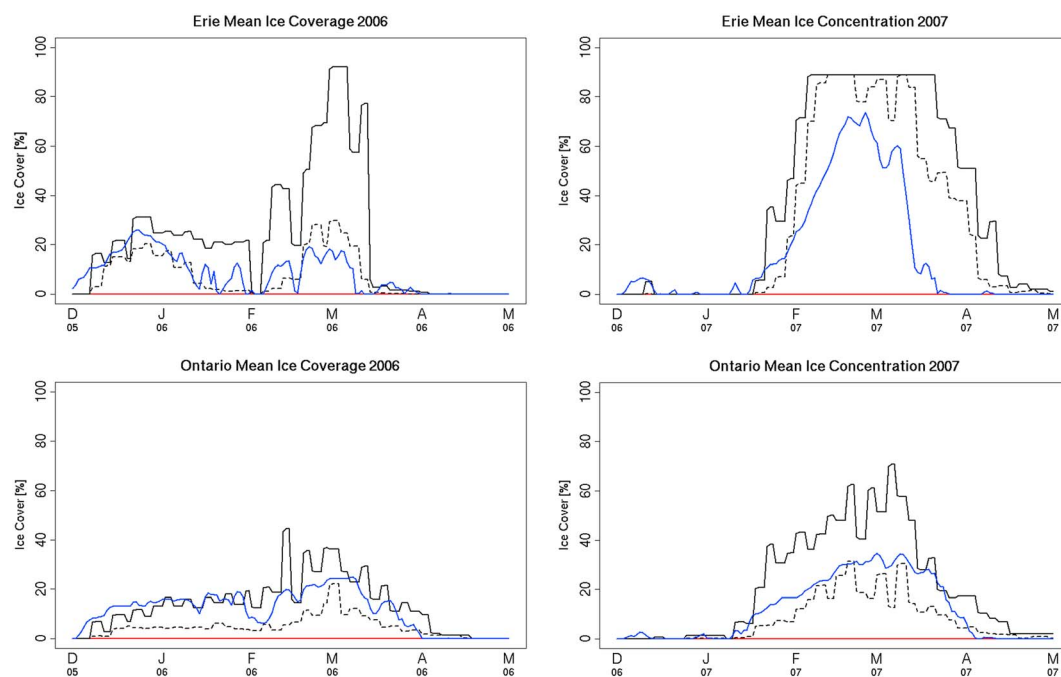 Erie Mean Ice Coverage 2006
Ice Cover [%]
100
80
60
40
20
0
D J F M A M
05 06 06 06 06 06
Erie Mean Ice Concentration 2007
Ice Cover [%]
100
80
60
40
20
0
D J F M A M
06 07 07 07 07 07
Ontario Mean Ice Coverage 2006
Ice Cover [%]
100
80
60
40
20
0
D J F M A M
05 06 06 06 06 06
Ontario Mean Ice Concentration 2007
Ice Cover [%]
100
80
60
40
20
0
D J F M A M
06 07 07 07 07 07